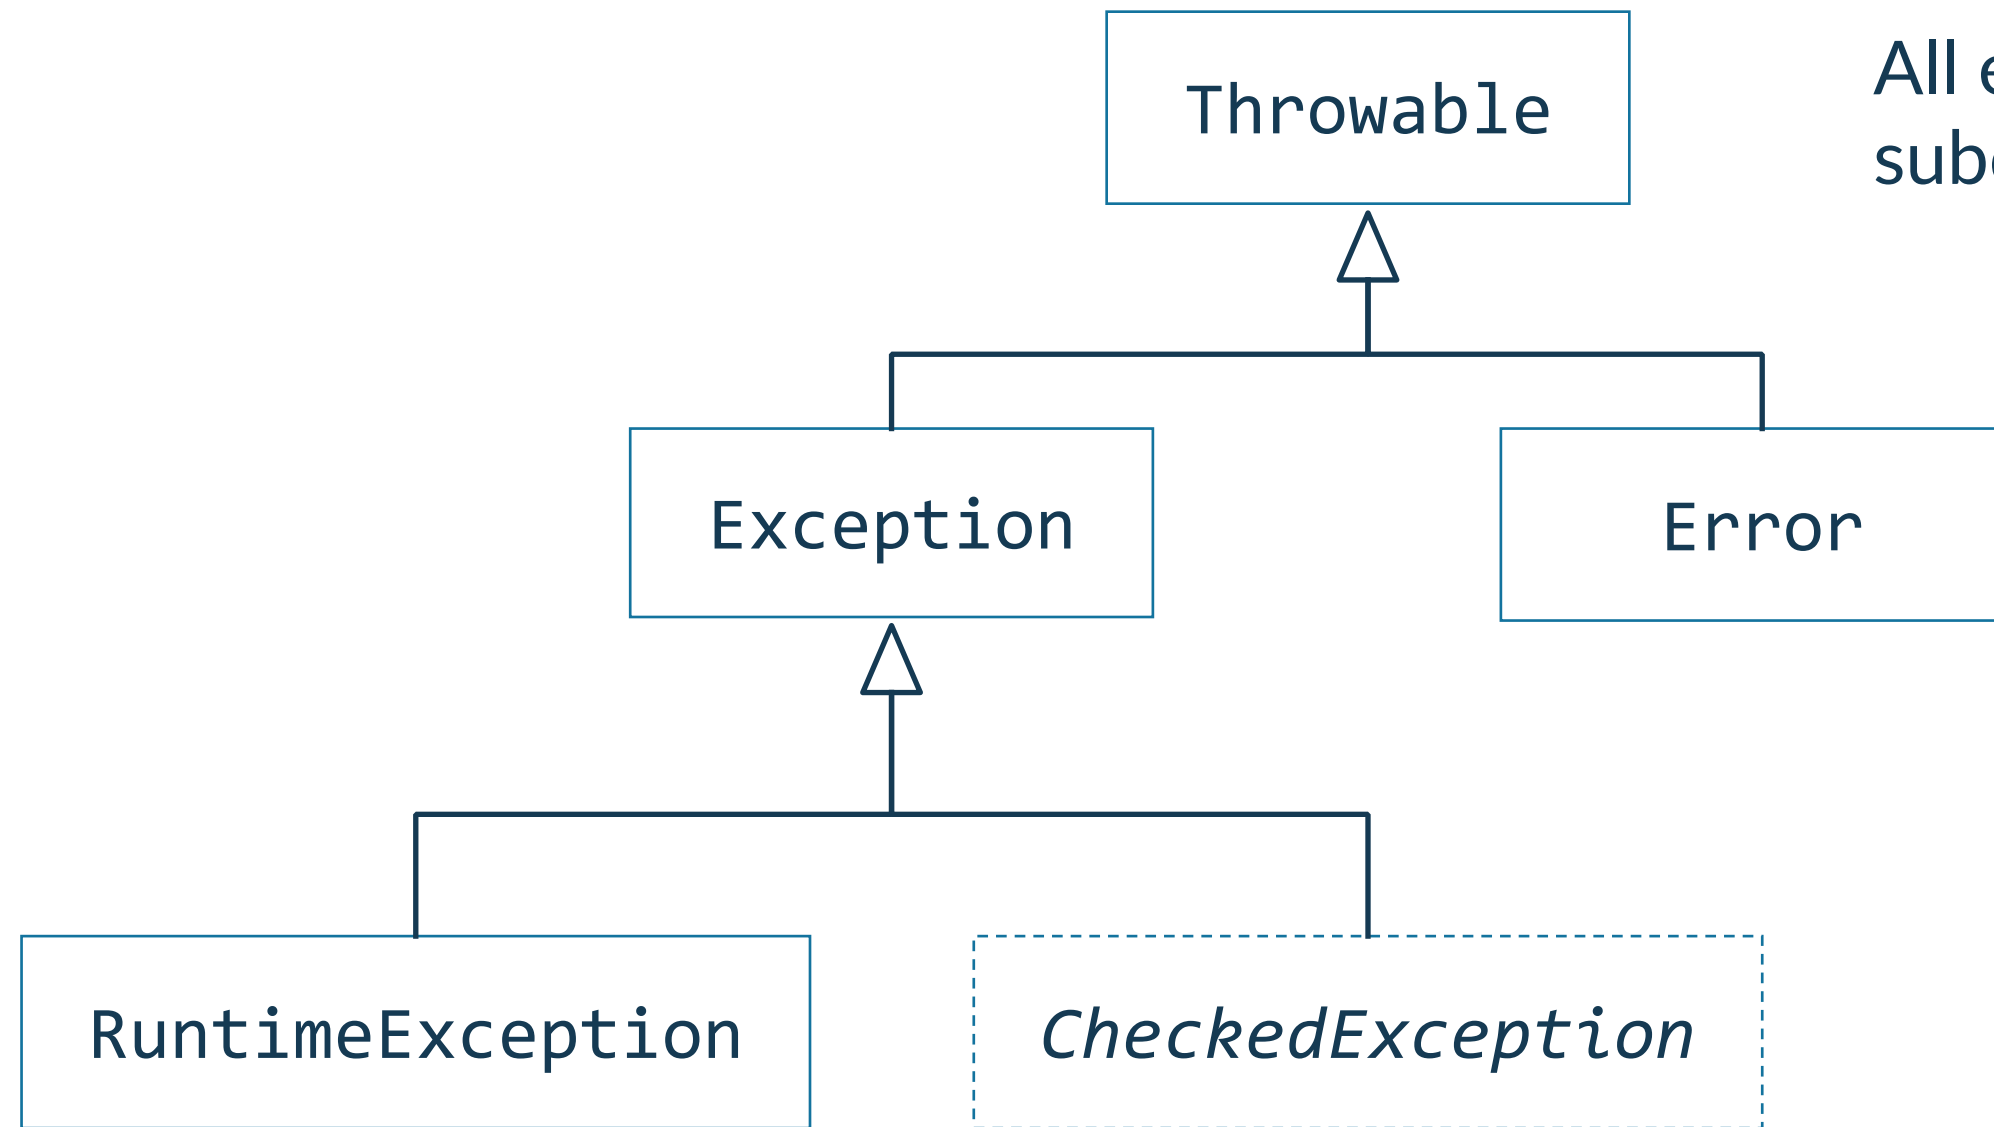 Throwable
All
Exception
Error
RuntimeException
CheckedException